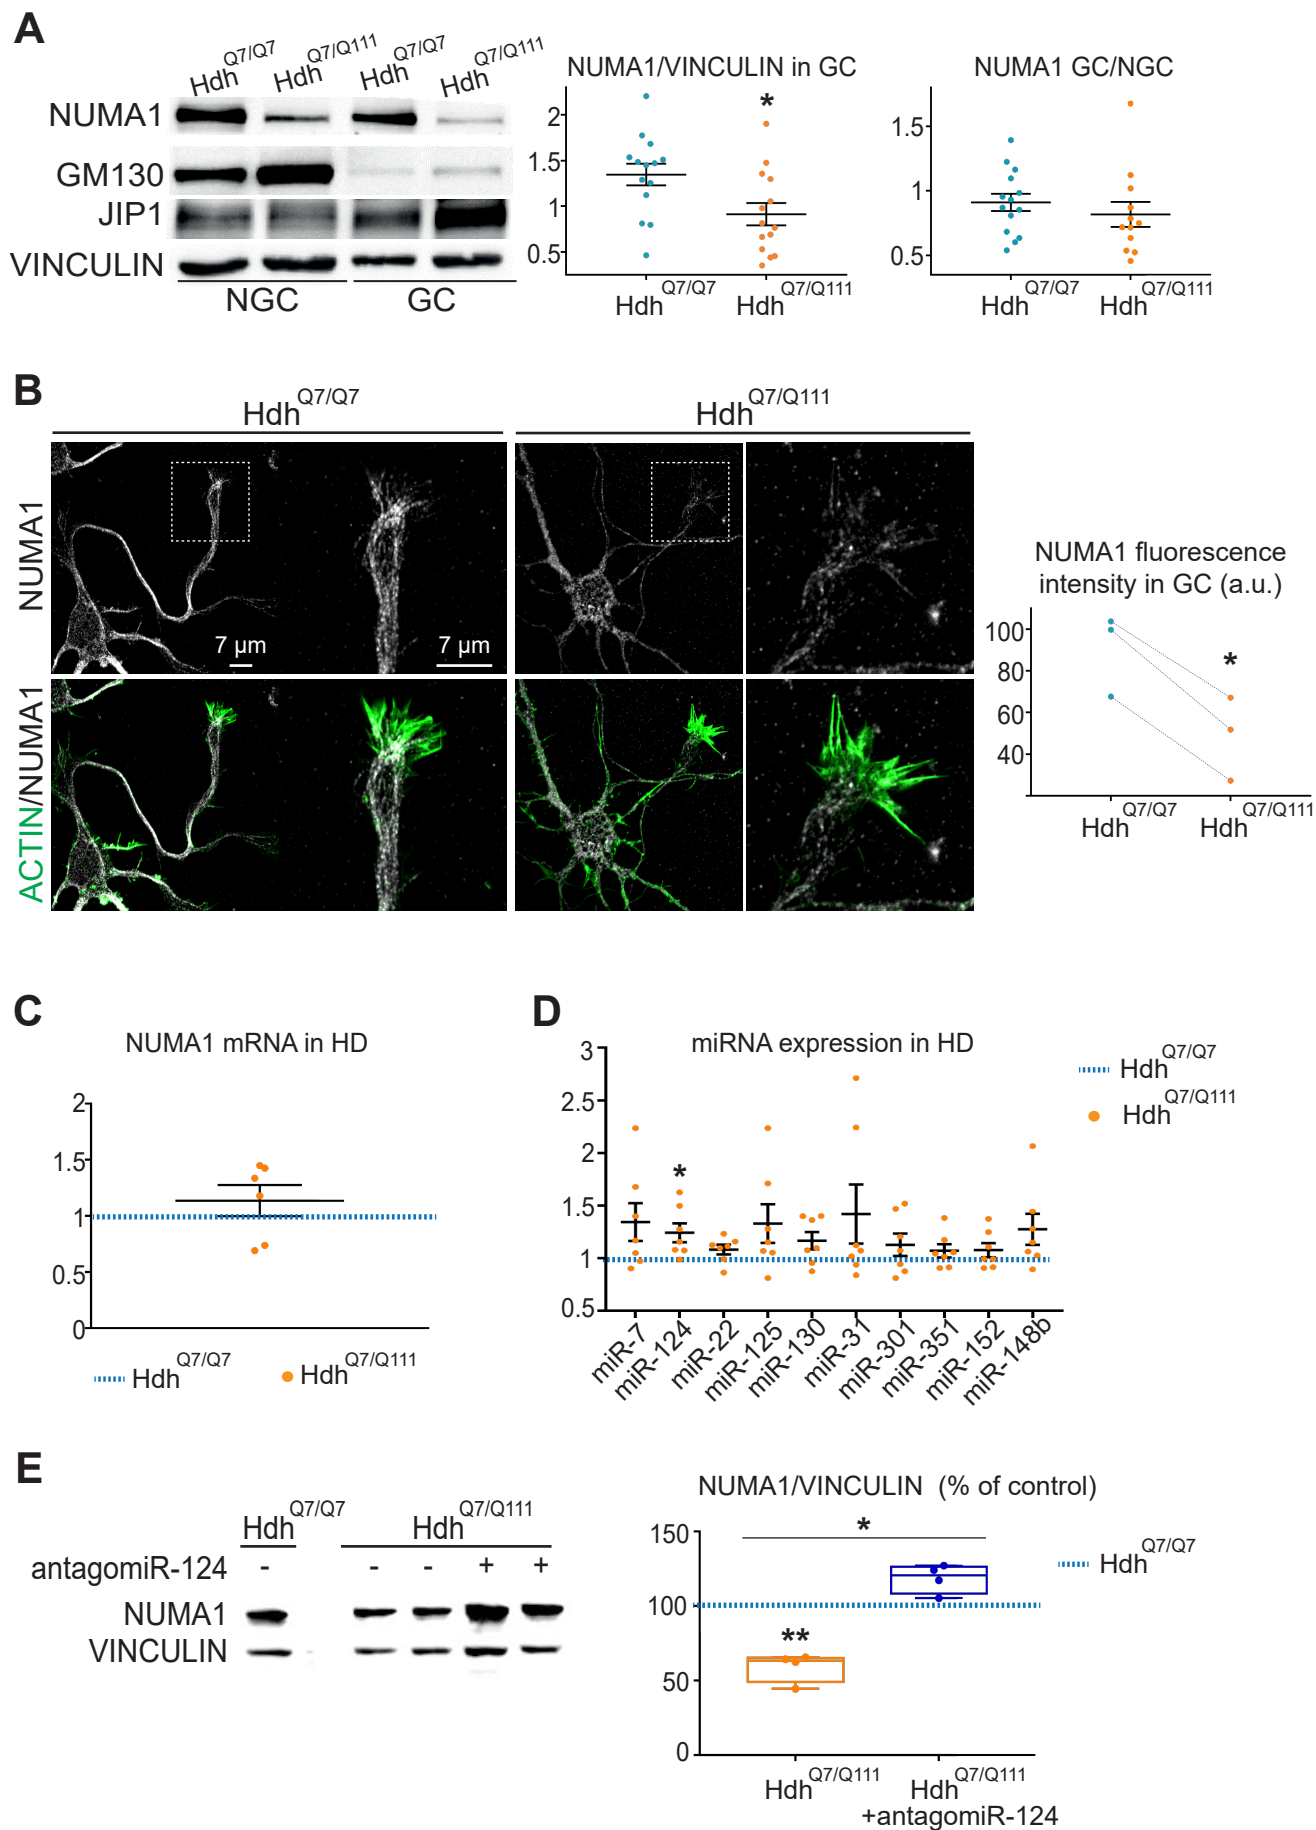 A
Hdh Q7/Q7
Hdh Q7/Q111
Hdh Q7/Q7
Hdh Q7/Q111
NUMA1
GM130
JIP1
VINCULIN
NGC
GC
NUMA1/VINCULIN in GC
2
1.5
1
0.5
*
Hdh Q7/Q7
Hdh Q7/Q111
NUMA1 GC/NGC
1.5
1
0.5
Hdh Q7/Q7
Hdh Q7/Q111
B
Hdh Q7/Q7
Hdh Q7/Q111
NUMA1
7 µm
7 µm
ACTIN/NUMA1
NUMA1 fluorescence
intensity in GC (a.u.)
100
80
60
40
*
Hdh Q7/Q7
Hdh Q7/Q111
C
NUMA1 mRNA in HD
2
1.5
1
0.5
0
Hdh Q7/Q7
Hdh Q7/Q111
D
miRNA expression in HD
3
2.5
2
1.5
1
0.5
*
miR-7
miR-124
miR-22
miR-125
miR-130
miR-31
miR-301
miR-351
miR-152
miR-148b
Hdh Q7/Q7
Hdh Q7/Q111
E
Hdh Q7/Q7
Hdh Q7/Q111
antagomiR-124 - - - + +
NUMA1
VINCULIN
NUMA1/VINCULIN (% of control)
150
100
50
0
*
**
Hdh Q7/Q7
Hdh Q7/Q111
Hdh Q7/Q111
+antagomiR-124